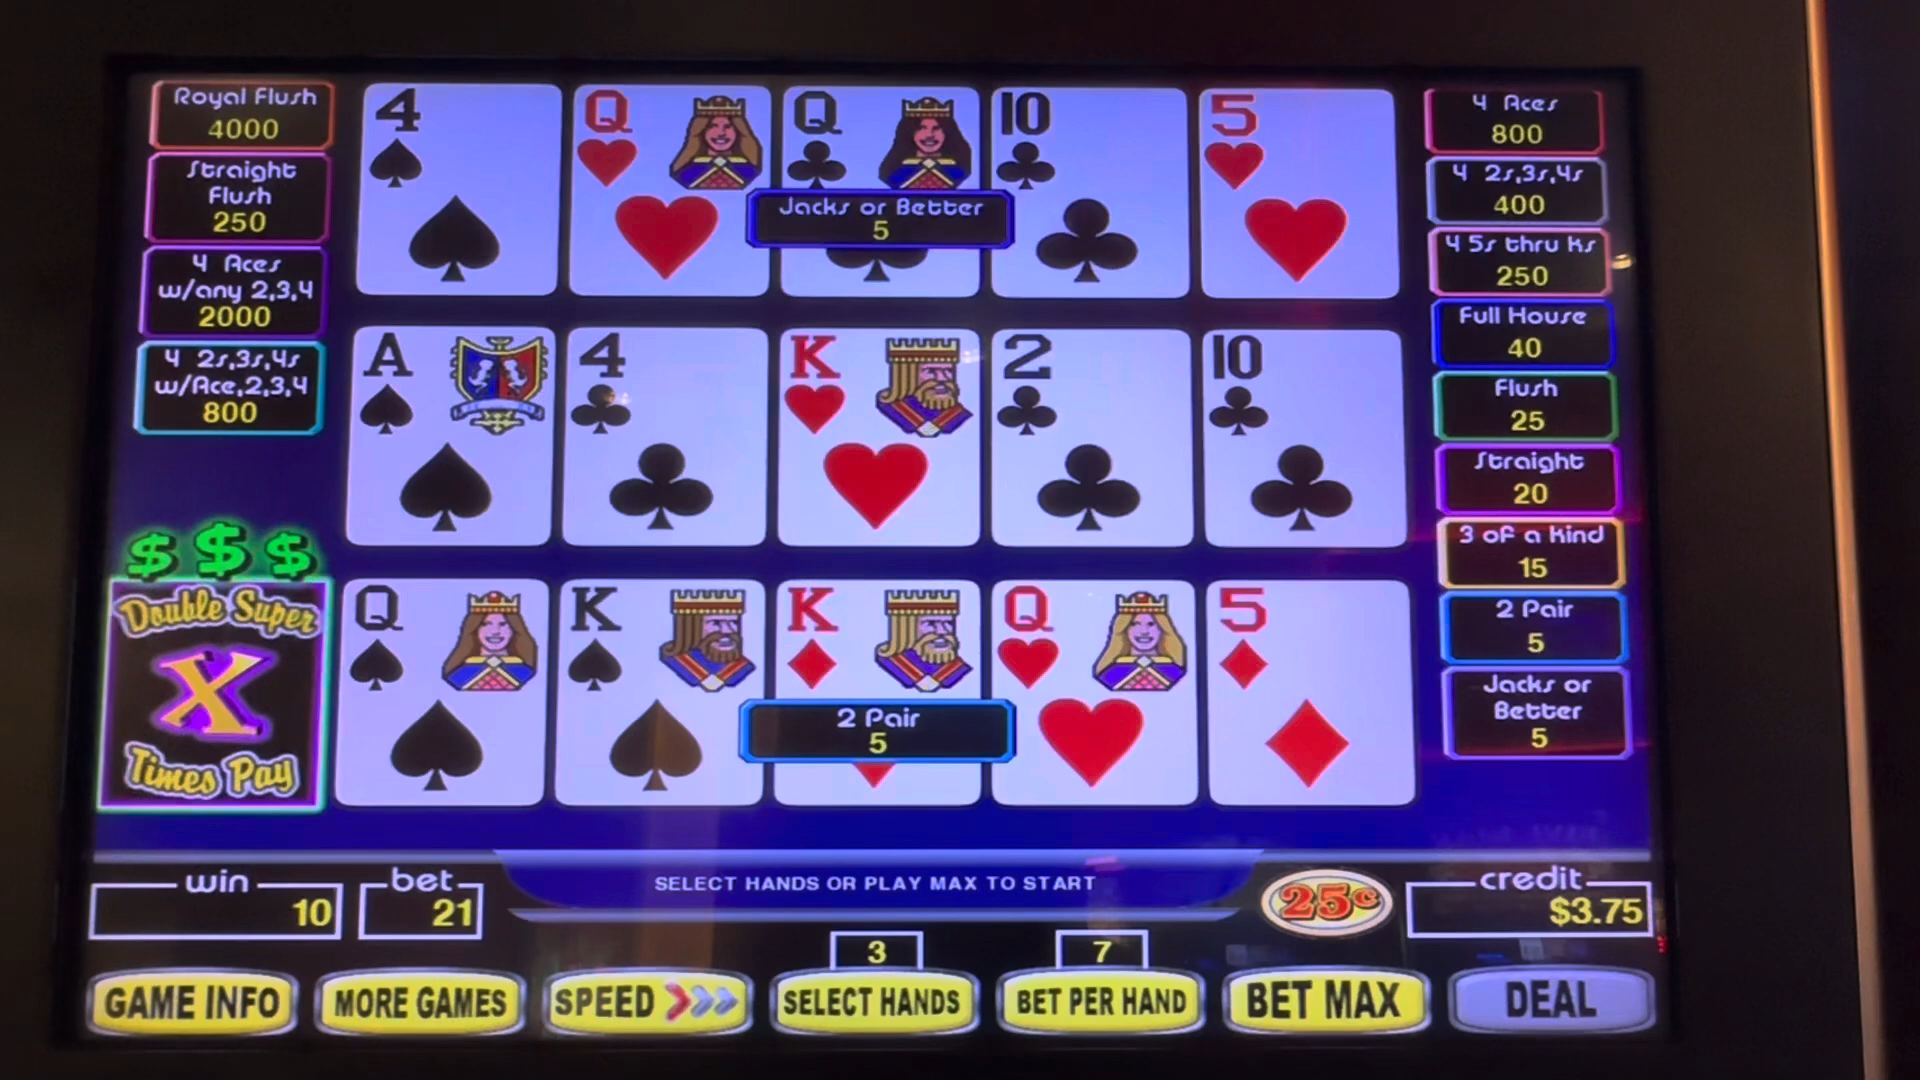 Royal Flush
4000
Straight
Flush
250
4 Aces
w/any 2,3,4
2000
4 2s,3s,4s
w/Ace,2,3,4
800
4
Q
Q
10
5
Jacks or Better
5
4 Aces
800
4 2s,3s,4s
400
4 5s thru Ks
250
Full House
40
Flush
25
Straight
20
3 of a Kind
15
2 Pair
5
Jacks or
Better
5
A
4
K
2
10
$ $ $
Double Super
X
Times Pay
Q
K
K
Q
5
2 Pair
5
win
10
bet
21
SELECT HANDS OR PLAY MAX TO START
25¢
credit
$3.75
3
7
GAME INFO
MORE GAMES
SPEED
SELECT HANDS
BET PER HAND
BET MAX
DEAL